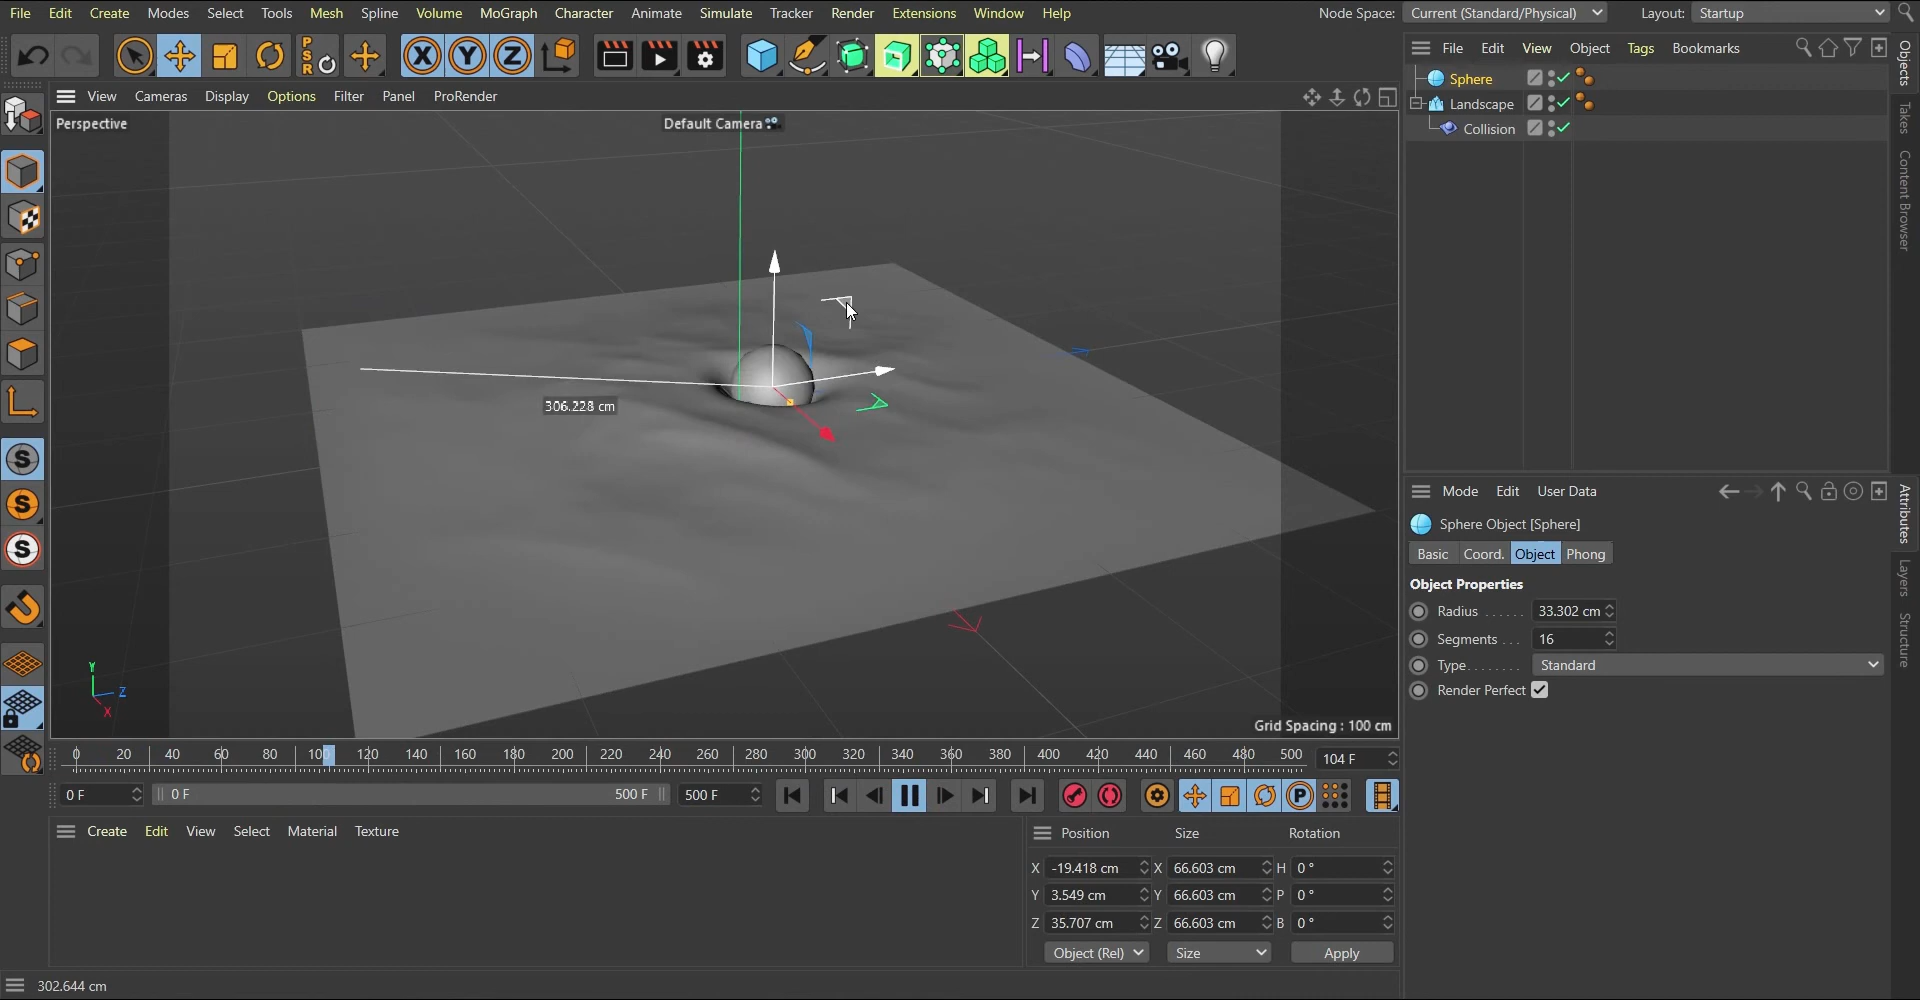 File Edit Create Modes Select Tools Mesh Spline Volume MoGraph Character Animate Simulate Tracker Render Extensions Window Help Node Space: Current (Standard/Physical) Layout: Startup
P S R X Y Z
File Edit View Object Tags Bookmarks
View Cameras Display Options Filter Panel ProRender
Perspective
Default Camera
Sphere
Landscape
Collision
Objects
Takes
Content Browser
306.228 cm
S
S
S
Y
Z
X
Grid Spacing : 100 cm
Mode Edit User Data
Sphere Object [Sphere]
Basic Coord. Object Phong
Object Properties
Radius ...... 33.302 cm
Segments ... 16
Type........ Standard
Render Perfect
Attributes
Layers
Structure
0 20 40 60 80 100 120 140 160 180 200 220 240 260 280 300 320 340 360 380 400 420 440 460 480 500 104 F
0 F 0 F 500 F 500 F P
Create Edit View Select Material Texture
Position Size Rotation
X -19.418 cm X 66.603 cm H 0 °
Y 3.549 cm Y 66.603 cm P 0 °
Z 35.707 cm Z 66.603 cm B 0 °
Object (Rel) Size Apply
302.644 cm